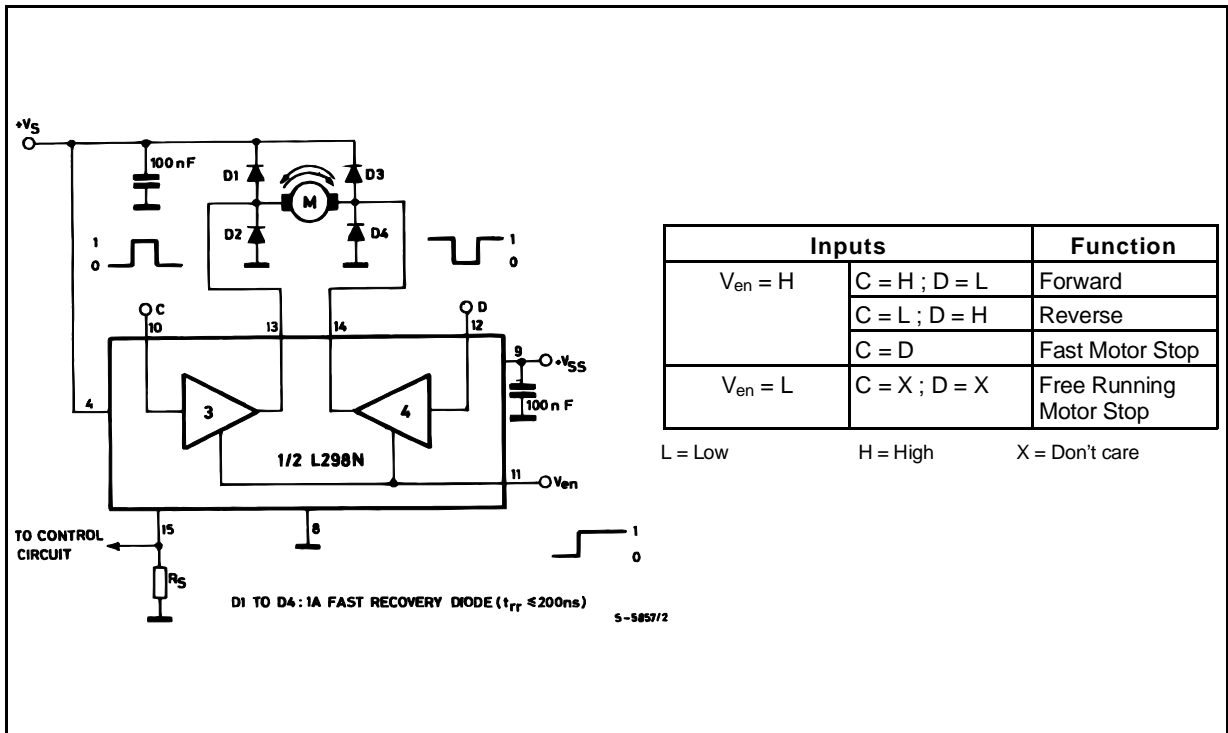 +VS
100 nF
D1
D3
M
D2
D4
1
0
1
0
C
D
10
13
14
12
9
+VSS
100 n F
4
3
4
1/2 L298N
11
Ven
15
8
TO CONTROL
CIRCUIT
RS
1
0
D1 TO D4 : 1A FAST RECOVERY DIODE ( trr ≤ 200ns)
S-5857/2
Inputs Function
Ven = H C = H ; D = L Forward
C = L ; D = H Reverse
C = D Fast Motor Stop
Ven = L C = X ; D = X Free Running
Motor Stop
L = Low H = High X = Don't care